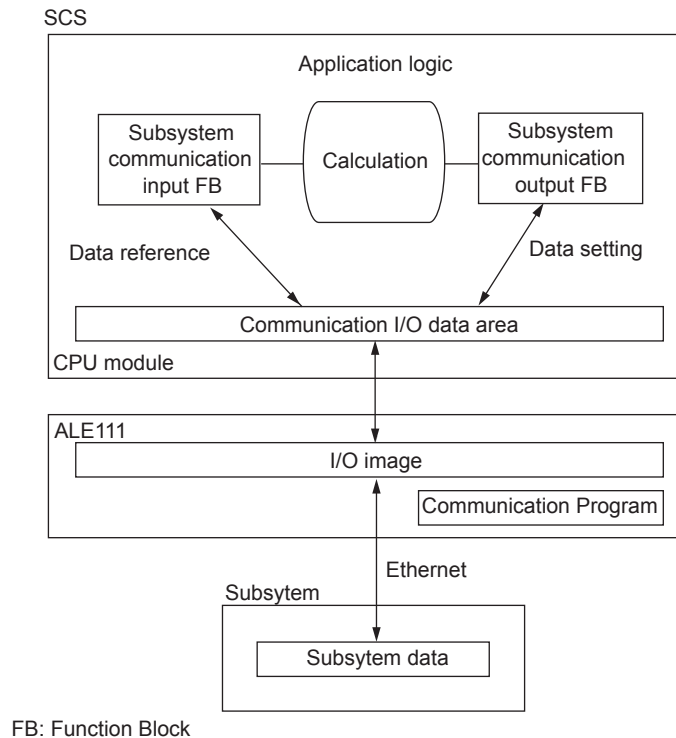 SCS
Application logic
Subsystem
communication
input FB
Calculation
Subsystem
communication
output FB
Data reference
Data setting
Communication I/O data area
CPU module
ALE111
I/O image
Communication Program
Ethernet
Subsytem
Subsytem data
FB: Function Block